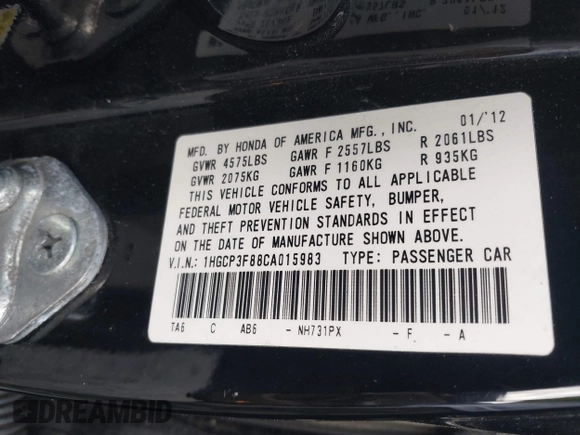 MFD. BY HONDA OF AMERICA MFG., INC. 01/'12
GVWR 4575LBS GAWR F 2557LBS R 2061LBS
GVWR 2075KG GAWR F 1160KG R 935KG
THIS VEHICLE CONFORMS TO ALL APPLICABLE
FEDERAL MOTOR VEHICLE SAFETY, BUMPER,
AND THEFT PREVENTION STANDARDS IN EFFECT
ON THE DATE OF MANUFACTURE SHOWN ABOVE.
V.I.N.: 1HGCP3F88CA015983 TYPE: PASSENGER CAR
TA6 C AB6 - NH731PX - F - A
DREAMBID